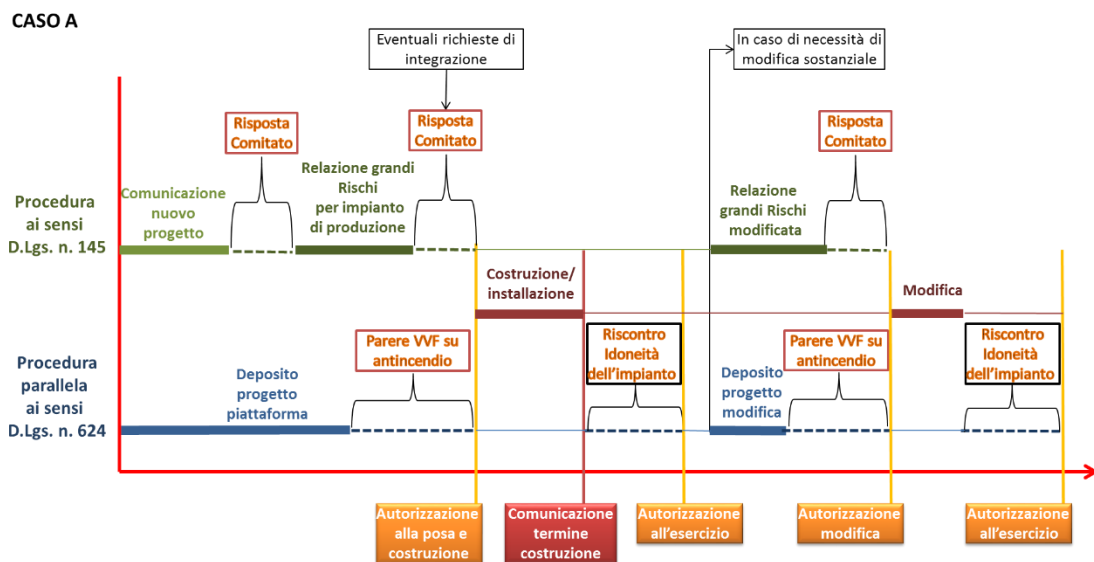 CASO A
Eventuali richieste di
integrazione
In caso di necessità di
modifica sostanziale
Risposta
Comitato
Risposta
Comitato
Risposta
Comitato
Procedura
ai sensi
D.Lgs. n. 145
Comunicazione
nuovo
progetto
Relazione grandi
Rischi
per impianto
di produzione
Relazione
grandi Rischi
modificata
Costruzione/
installazione
Modifica
Procedura
parallela
ai sensi
D.Lgs. n. 624
Deposito
progetto
piattaforma
Parere VVF su
antincendio
Riscontro
Idoneità
dell'impianto
Deposito
progetto
modifica
Parere VVF su
antincendio
Riscontro
Idoneità
dell'impianto
Autorizzazione
alla posa e
costruzione
Comunicazione
termine
costruzione
Autorizzazione
all'esercizio
Autorizzazione
modifica
Autorizzazione
all'esercizio